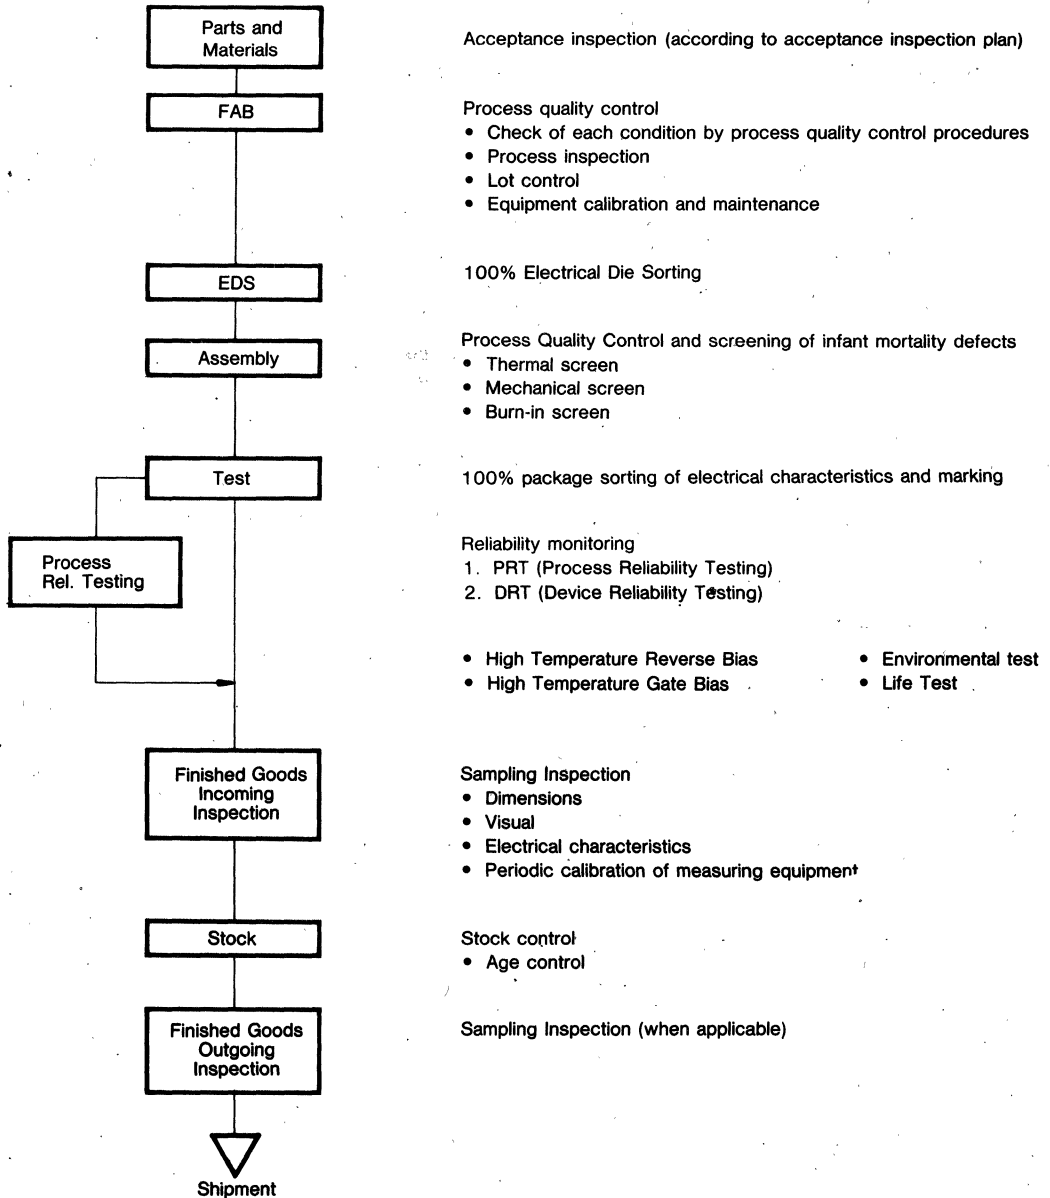 Parts and
Materials
Acceptance inspection (according to acceptance inspection plan)
FAB
Process quality control
• Check of each condition by process quality control procedures
• Process inspection
• Lot control
• Equipment calibration and maintenance
EDS
100% Electrical Die Sorting
Assembly
Process Quality Control and screening of infant mortality defects
• Thermal screen
• Mechanical screen
• Burn-in screen
Test
100% package sorting of electrical characteristics and marking
Process
Rel. Testing
Reliability monitoring
1. PRT (Process Reliability Testing)
2. DRT (Device Reliability Testing)
• High Temperature Reverse Bias • Environmental test
• High Temperature Gate Bias • Life Test
Finished Goods
Incoming
Inspection
Sampling Inspection
• Dimensions
• Visual
• Electrical characteristics
• Periodic calibration of measuring equipment
Stock
Stock control
• Age control
Finished Goods
Outgoing
Inspection
Sampling Inspection (when applicable)
Shipment